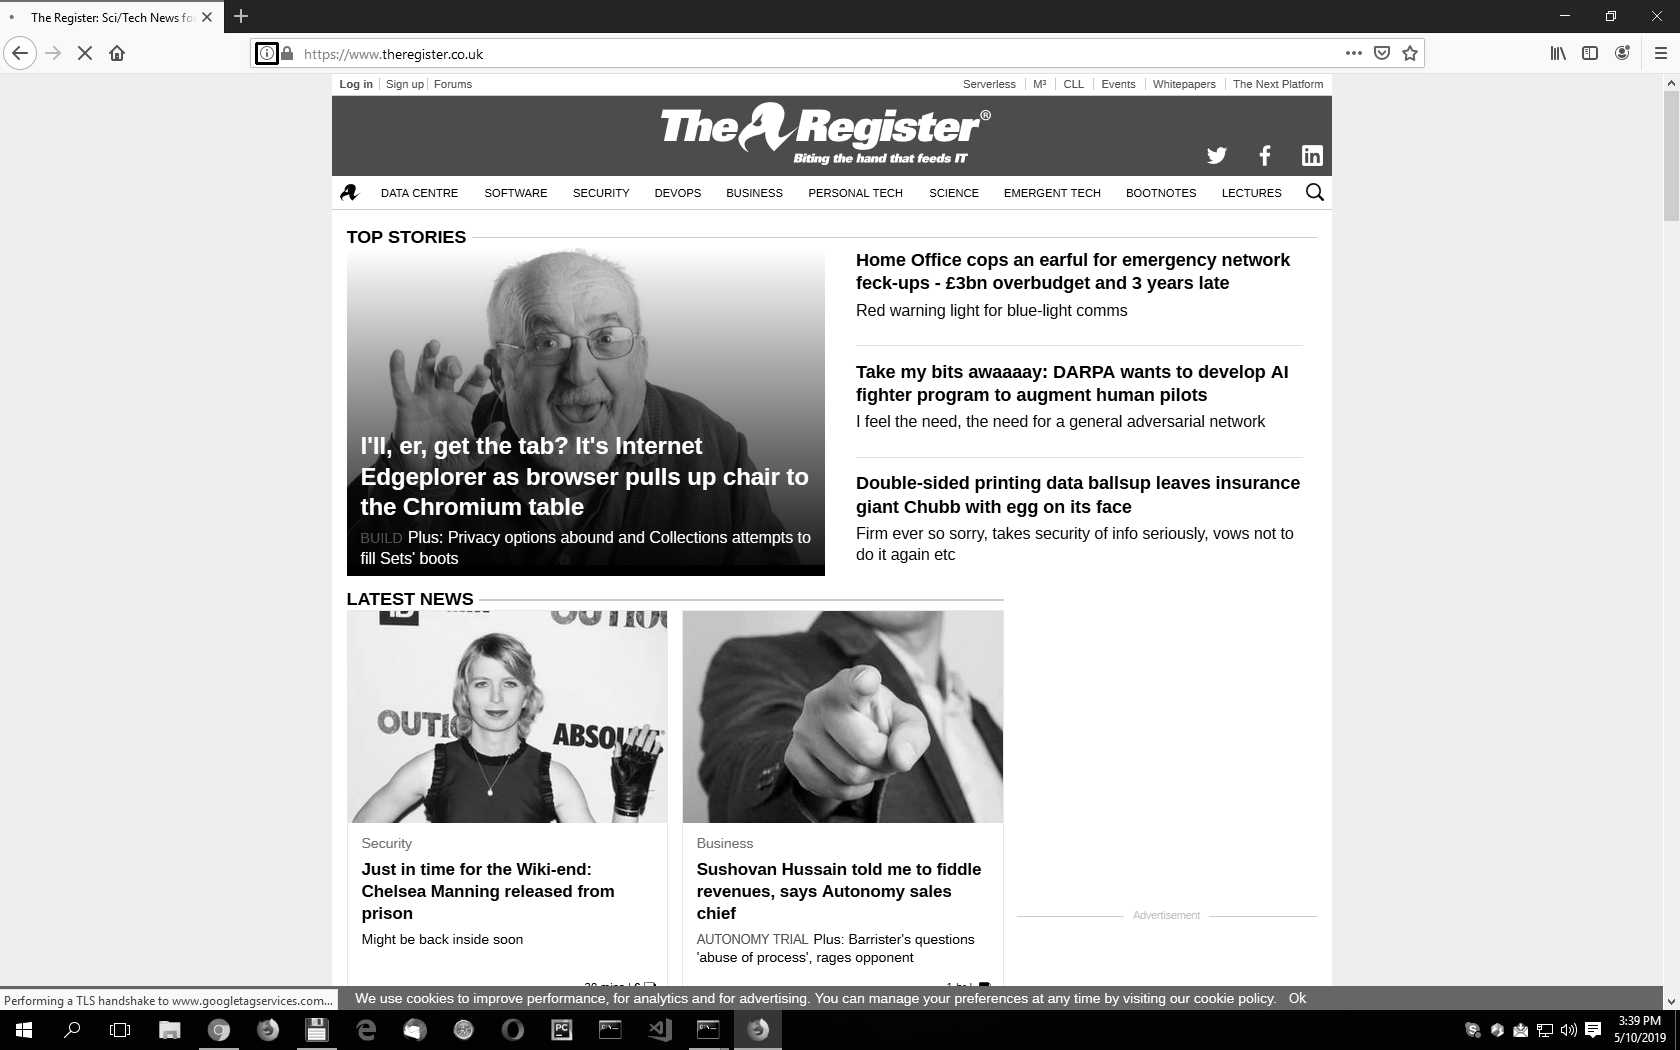 The Register: Sci/Tech News fo
https://www.theregister.co.uk
Log in Sign up Forums Serverless M³ CLL Events Whitepapers The Next Platform
The Register®
Biting the hand that feeds IT
DATA CENTRE SOFTWARE SECURITY DEVOPS BUSINESS PERSONAL TECH SCIENCE EMERGENT TECH BOOTNOTES LECTURES
TOP STORIES
I'll, er, get the tab? It's Internet
Edgeplorer as browser pulls up chair to
the Chromium table
BUILD Plus: Privacy options abound and Collections attempts to
fill Sets' boots
Home Office cops an earful for emergency network
feck-ups - £3bn overbudget and 3 years late
Red warning light for blue-light comms
Take my bits awaaaay: DARPA wants to develop AI
fighter program to augment human pilots
I feel the need, the need for a general adversarial network
Double-sided printing data ballsup leaves insurance
giant Chubb with egg on its face
Firm ever so sorry, takes security of info seriously, vows not to
do it again etc
LATEST NEWS
Security
Just in time for the Wiki-end:
Chelsea Manning released from
prison
Might be back inside soon
Business
Sushovan Hussain told me to fiddle
revenues, says Autonomy sales
chief
AUTONOMY TRIAL Plus: Barrister's questions
'abuse of process', rages opponent
Advertisement
Performing a TLS handshake to www.googletagservices.com...
We use cookies to improve performance, for analytics and for advertising. You can manage your preferences at any time by visiting our cookie policy. Ok
3:39 PM
5/10/2019